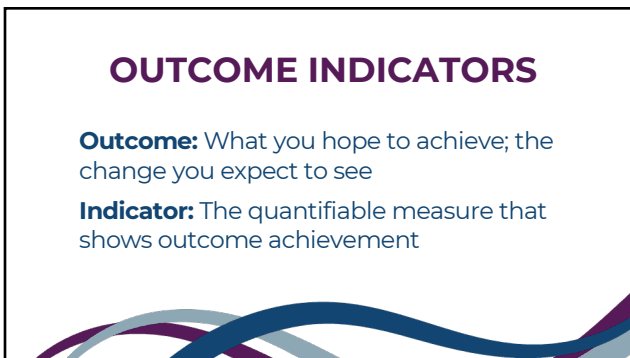 OUTCOME INDICATORS
Outcome: What you hope to achieve; the
change you expect to see
Indicator: The quantifiable measure that
shows outcome achievement